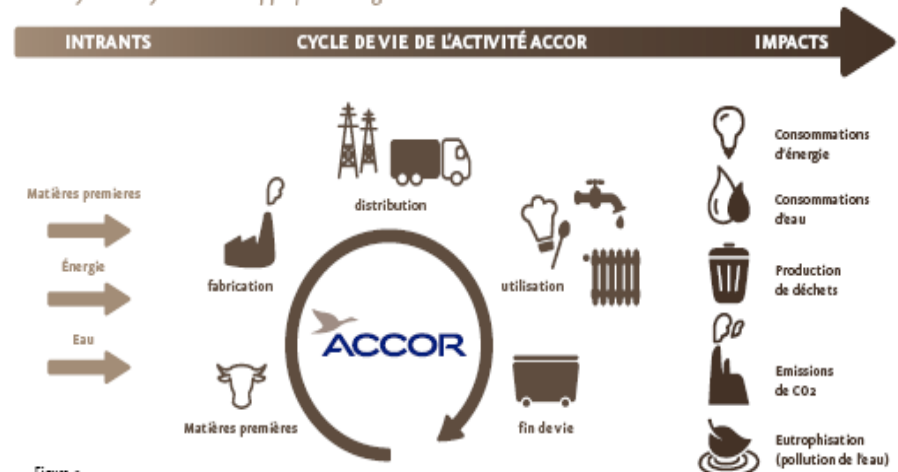 INTRANTS
CYCLE DE VIE DE L'ACTIVITÉ ACCOR
IMPACTS
Matières premieres
Énergie
Eau
distribution
fabrication
utilisation
ACCOR
Matières premières
fin de vie
Consommations
d'énergie
Consommations
d'eau
Production
de déchets
Emissions
de CO2
Eutrophisation
(pollution de l'eau)